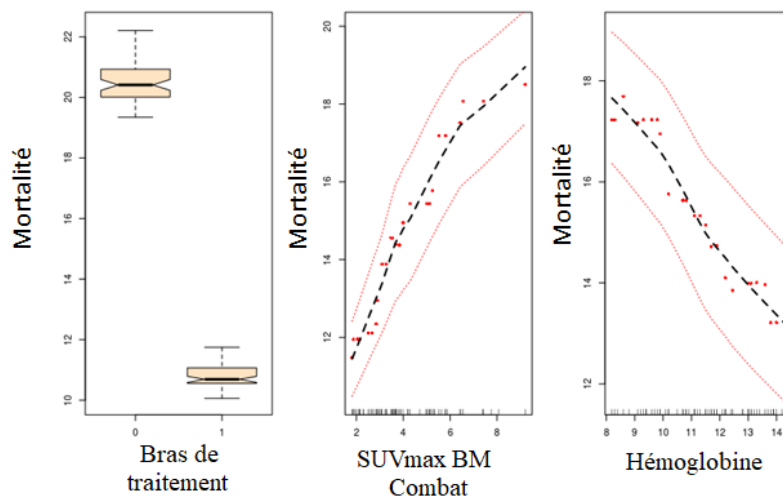 Mortalité
22
20
18
16
14
12
10
0 1
Bras de
traitement
Mortalité
20
18
16
14
12
2 4 6 8
SUVmax BM
Combat
Mortalité
18
16
14
12
8 9 10 11 12 13 14
Hémoglobine